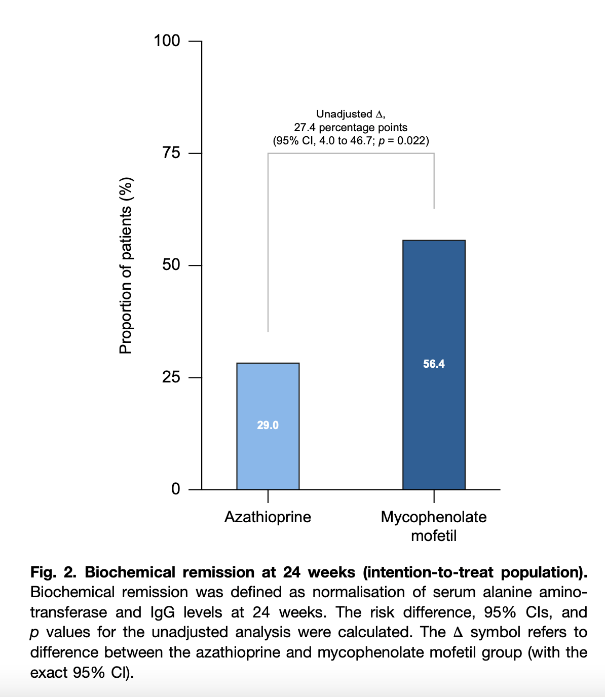 100
Unadjusted Δ,
27.4 percentage points
(95% CI, 4.0 to 46.7; p = 0.022)
75
Proportion of patients (%)
50
56.4
25
29.0
0
Azathioprine
Mycophenolate
mofetil
Fig. 2. Biochemical remission at 24 weeks (intention-to-treat population).
Biochemical remission was defined as normalisation of serum alanine amino-
transferase and IgG levels at 24 weeks. The risk difference, 95% CIs, and
p values for the unadjusted analysis were calculated. The Δ symbol refers to
difference between the azathioprine and mycophenolate mofetil group (with the
exact 95% CI).